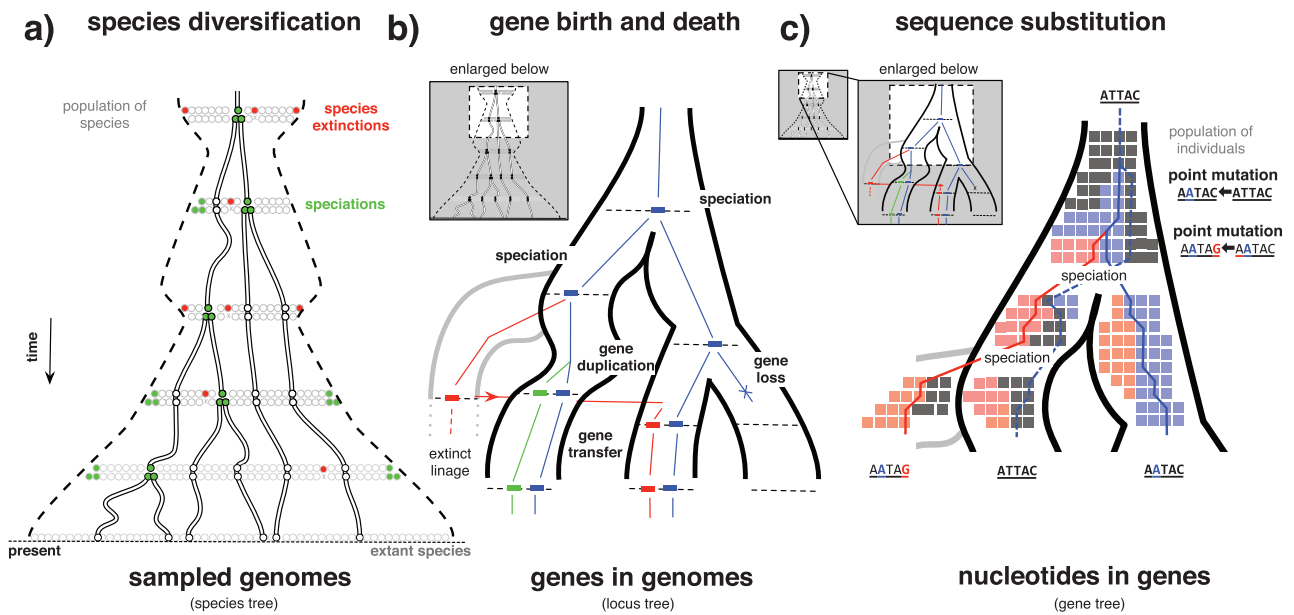 a)
species diversification
population of
species
species
extinctions
speciations
time
present
extant species
sampled genomes
(species tree)
b)
gene birth and death
enlarged below
speciation
speciation
gene
duplication
gene
loss
gene
transfer
extinct
linage
genes in genomes
(locus tree)
c)
sequence substitution
enlarged below
ATTAC
population of
individuals
point mutation
AATAC ATTAC
point mutation
AATAG AATAC
speciation
speciation
AATAG
ATTAC
AATAC
nucleotides in genes
(gene tree)